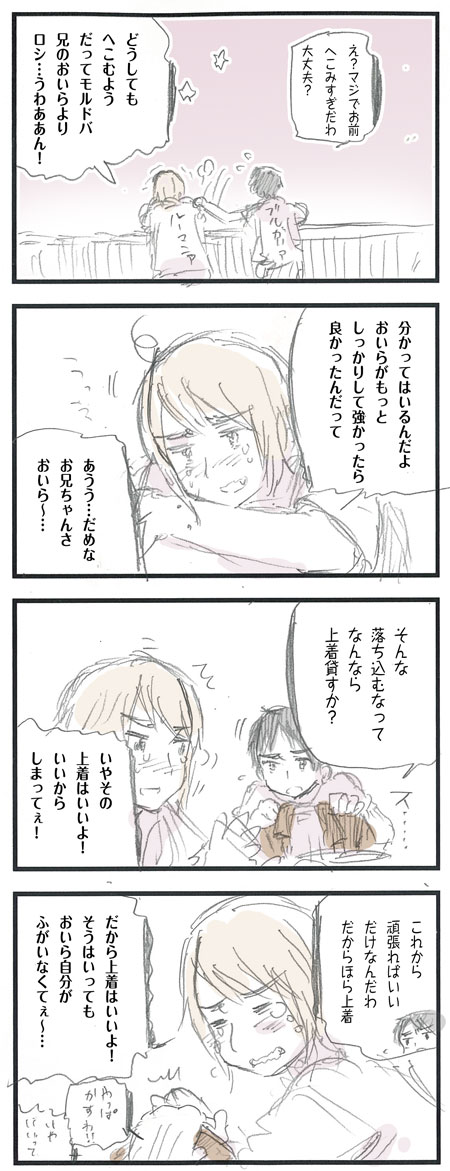 え?マジでお前
へこみすぎだわ
大丈夫?
どうしても
へこむよう
だってモルドバ
兄のおいらより
ロシ…うわああん!
ブルガリア
ルーマニア
分かってはいるんだよ
おいらがもっと
しっかりして強かったら
良かったんだって
あうう…だめな
お兄ちゃんさ
おいら〜…
そんな
落ち込むなって
なんなら
上着貸すか?
ス……
いやその
上着はいいよ!
いいから
しまってぇ!
これから
頑張ればいい
だけなんだわ
だからほら上着
だから上着はいいよ!
そうはいっても
おいら自分が
ふがいなくてぇ〜…
やっぱ
かすわ!!
いや
いいって